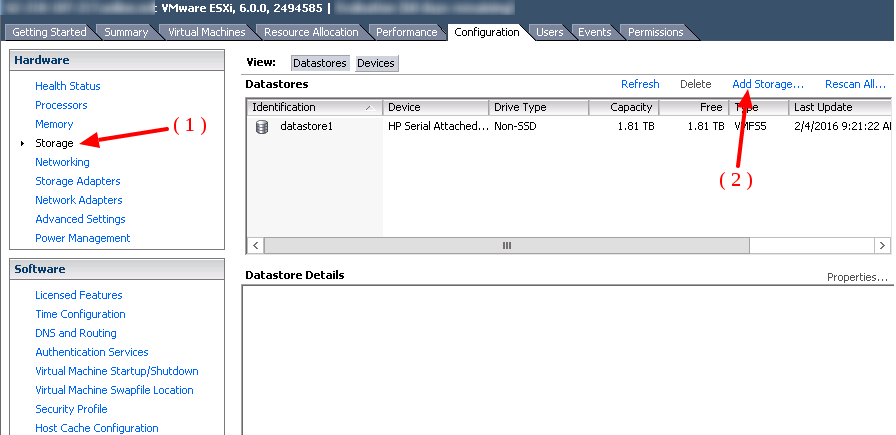 : VMware ESXi, 6.0.0, 2494585 |
Getting Started Summary Virtual Machines Resource Allocation Performance Configuration Users Events Permissions
Hardware
Health Status
Processors
Memory
Storage
Networking
Storage Adapters
Network Adapters
Advanced Settings
Power Management
( 1 )
Software
Licensed Features
Time Configuration
DNS and Routing
Authentication Services
Virtual Machine Startup/Shutdown
Virtual Machine Swapfile Location
Security Profile
Host Cache Configuration
View: Datastores Devices
Datastores Refresh Delete Add Storage... Rescan All...
Identification Device Drive Type Capacity Free Type Last Update
datastore1 HP Serial Attached... Non-SSD 1.81 TB 1.81 TB VMFS5 2/4/2016 9:21:22
( 2 )
Datastore Details
Properties...